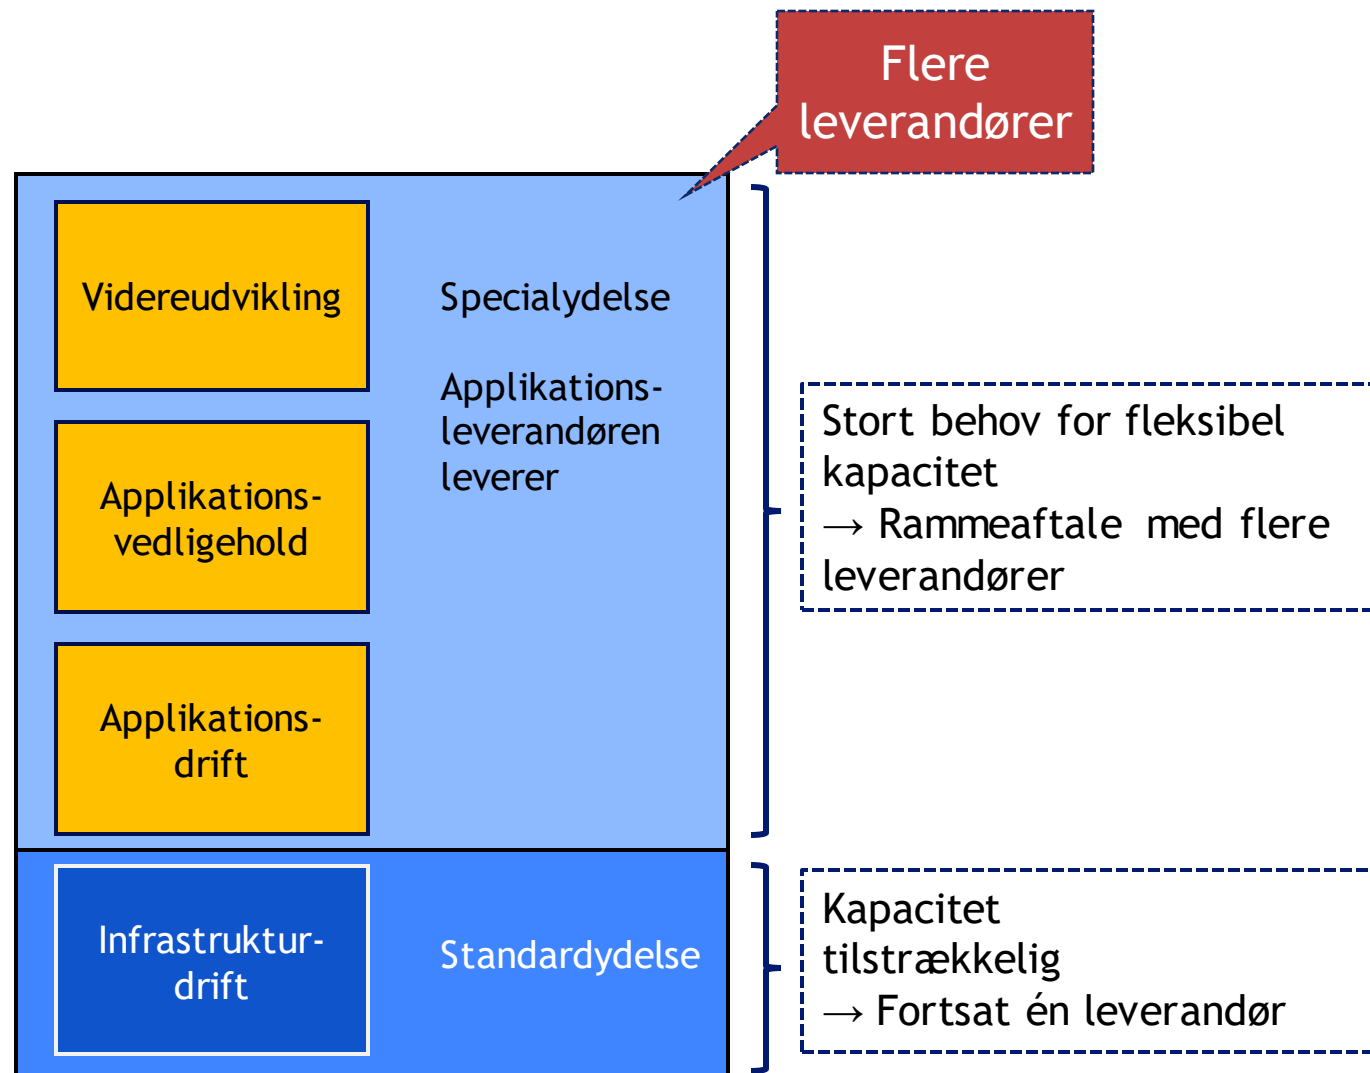 Flere
leverandører
Videreudvikling
Specialydelse
Applikations-
leverandøren
leverer
Applikations-
vedligehold
Applikations-
drift
Stort behov for fleksibel
kapacitet
→ Rammeaftale med flere
leverandører
Infrastruktur-
drift
Standardydelse
Kapacitet
tilstrækkelig
→ Fortsat én leverandør